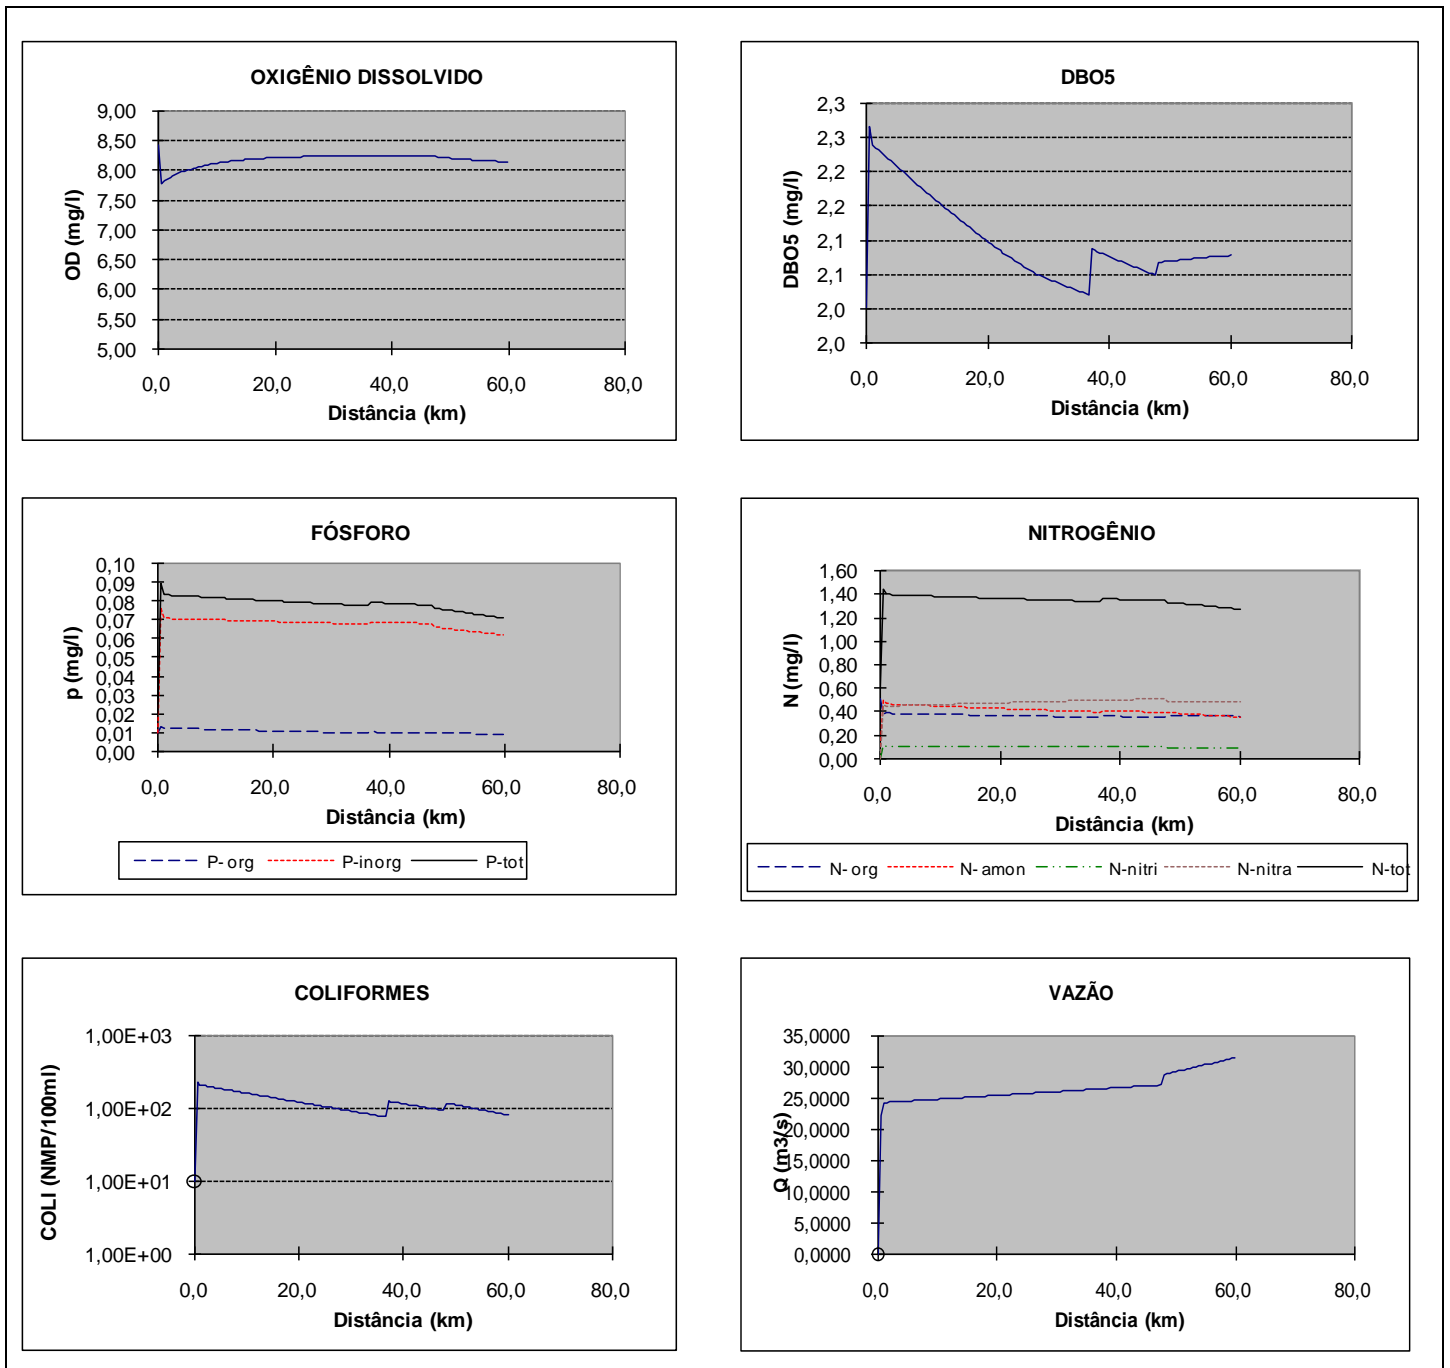 OXIGÊNIO DISSOLVIDO
9,00
8,50
8,00
7,50
7,00
6,50
6,00
5,50
5,00
OD (mg/l)
0,0 20,0 40,0 60,0 80,0
Distância (km)
DBO5
2,3
2,3
2,2
2,2
2,1
2,1
2,0
2,0
DBO5 (mg/l)
0,0 20,0 40,0 60,0 80,0
Distância (km)
FÓSFORO
0,10
0,09
0,08
0,07
0,06
0,05
0,04
0,03
0,02
0,01
0,00
p (mg/l)
0,0 20,0 40,0 60,0 80,0
Distância (km)
P-org P-inorg P-tot
NITROGÊNIO
1,60
1,40
1,20
1,00
0,80
0,60
0,40
0,20
0,00
N (mg/l)
0,0 20,0 40,0 60,0 80,0
Distância (km)
N-org N-amon N-nitri N-nitra N-tot
COLIFORMES
1,00E+03
1,00E+02
1,00E+01
1,00E+00
COLI (NMP/100ml)
0,0 20,0 40,0 60,0 80,0
Distância (km)
VAZÃO
35,0000
30,0000
25,0000
20,0000
15,0000
10,0000
5,0000
0,0000
Q (m3/s)
0,0 20,0 40,0 60,0 80,0
Distância (km)